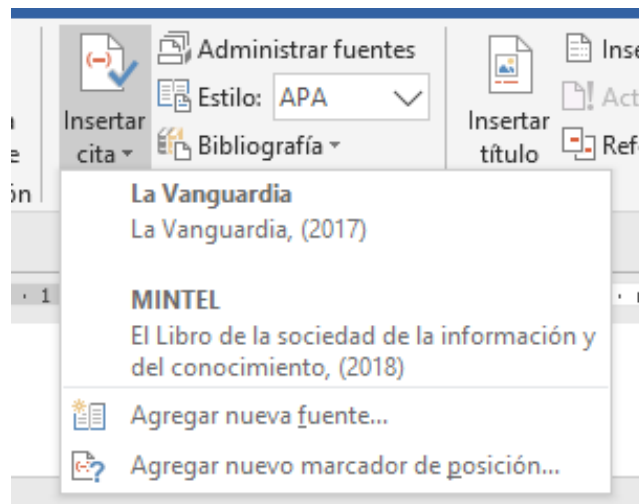 Administrar fuentes
Estilo: APA
Bibliografía
Insertar
cita
Insertar
título
La Vanguardia
La Vanguardia, (2017)
1
MINTEL
El Libro de la sociedad de la información y
del conocimiento, (2018)
Agregar nueva fuente...
Agregar nuevo marcador de posición...